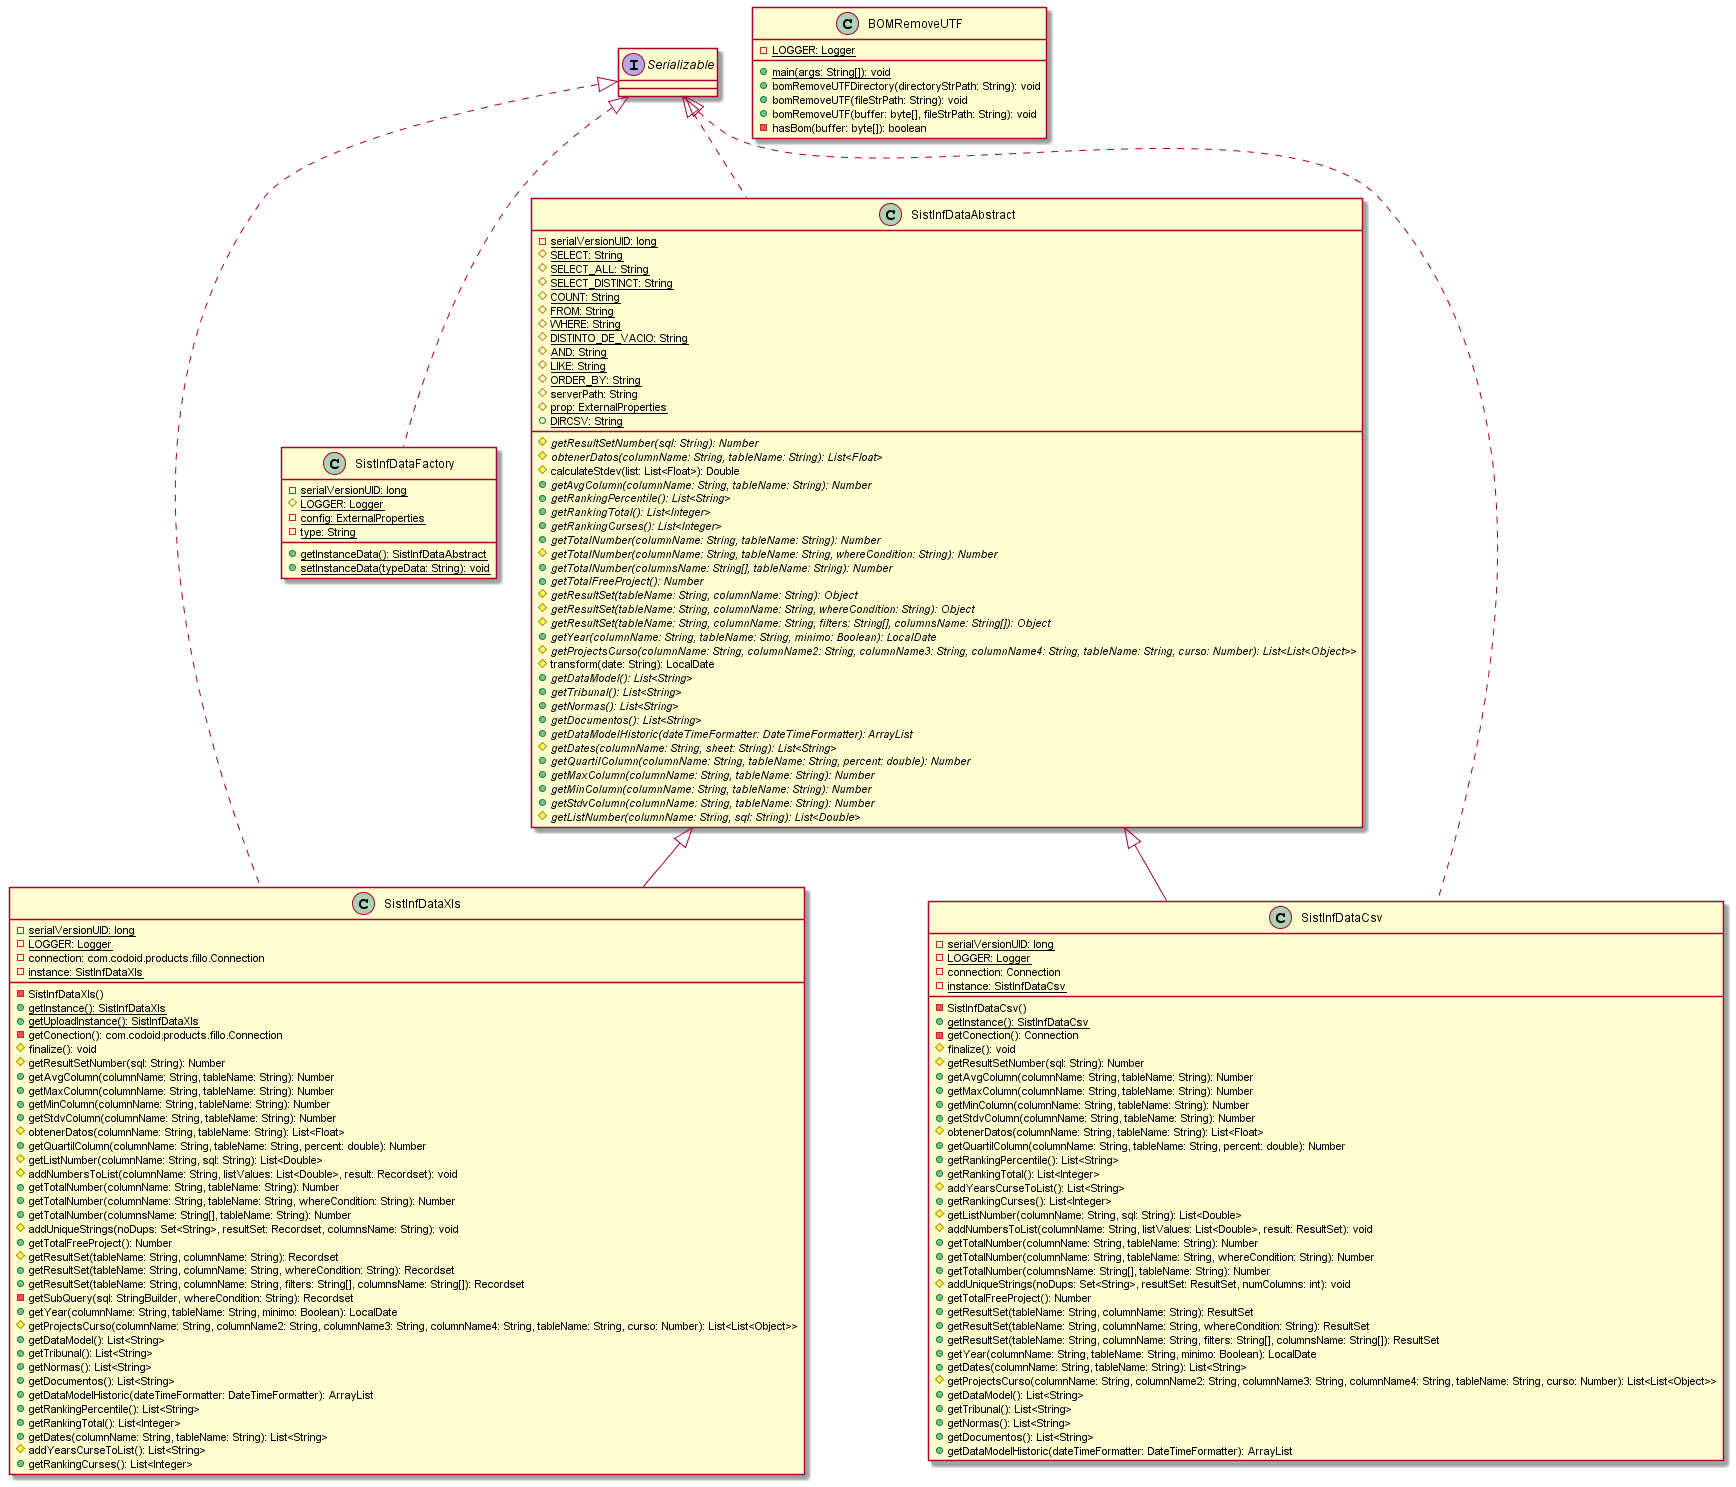 BOMRemoveUTF
LOGGER: Logger
main(args: String[]): void
bomRemoveUTFDirectory(directoryStrPath: String): void
bomRemoveUTF(fileStrPath: String): void
bomRemoveUTF(buffer: byte[], fileStrPath: String): void
hasBom(buffer: byte[]): boolean
Serializable
SistInfDataAbstract
serialVersionUID: long
SELECT: String
SELECT_ALL: String
SELECT_DISTINCT: String
COUNT: String
FROM: String
WHERE: String
DISTINTO_DE_VACIO: String
AND: String
LIKE: String
ORDER_BY: String
serverPath: String
prop: ExternalProperties
DIRCSV: String
getResultSetNumber(sql: String): Number
obtenerDatos(columnName: String, tableName: String): List<Float>
calculateStdev(list: List<Float>): Double
getAvgColumn(columnName: String, tableName: String): Number
getRankingPercentile(): List<String>
getRankingTotal(): List<Integer>
getRankingCurses(): List<Integer>
getTotalNumber(columnName: String, tableName: String): Number
getTotalNumber(columnName: String, tableName: String, whereCondition: String): Number
getTotalNumber(columnsName: String[], tableName: String): Number
getTotalFreeProject(): Number
getResultSet(tableName: String, columnName: String): Object
getResultSet(tableName: String, columnName: String, whereCondition: String): Object
getResultSet(tableName: String, columnName: String, filters: String[], columnsName: String[]): Object
getYear(columnName: String, tableName: String, minimo: Boolean): LocalDate
getProjectsCurso(columnName: String, columnName2: String, columnName3: String, columnName4: String, tableName: String, curso: Number): List<List<Object>>
transform(date: String): LocalDate
getDataModel(): List<String>
getTribunal(): List<String>
getNormas(): List<String>
getDocumentos(): List<String>
getDataModelHistoric(dateTimeFormatter: DateTimeFormatter): ArrayList
getDates(columnName: String, sheet: String): List<String>
getQuartilColumn(columnName: String, tableName: String, percent: double): Number
getMaxColumn(columnName: String, tableName: String): Number
getMinColumn(columnName: String, tableName: String): Number
getStdvColumn(columnName: String, tableName: String): Number
getListNumber(columnName: String, sql: String): List<Double>
SistInfDataFactory
serialVersionUID: long
LOGGER: Logger
config: ExternalProperties
type: String
getInstanceData(): SistInfDataAbstract
setInstanceData(typeData: String): void
SistInfDataXls
serialVersionUID: long
LOGGER: Logger
connection: com.codoid.products.fillo.Connection
instance: SistInfDataXls
SistInfDataXls()
getInstance(): SistInfDataXls
getUploadInstance(): SistInfDataXls
getConection(): com.codoid.products.fillo.Connection
finalize(): void
getResultSetNumber(sql: String): Number
getAvgColumn(columnName: String, tableName: String): Number
getMaxColumn(columnName: String, tableName: String): Number
getMinColumn(columnName: String, tableName: String): Number
getStdvColumn(columnName: String, tableName: String): Number
obtenerDatos(columnName: String, tableName: String): List<Float>
getQuartilColumn(columnName: String, tableName: String, percent: double): Number
getListNumber(columnName: String, sql: String): List<Double>
addNumbersToList(columnName: String, listValues: List<Double>, result: Recordset): void
getTotalNumber(columnName: String, tableName: String): Number
getTotalNumber(columnName: String, tableName: String, whereCondition: String): Number
getTotalNumber(columnsName: String[], tableName: String): Number
addUniqueStrings(noDups: Set<String>, resultSet: Recordset, columnsName: String): void
getTotalFreeProject(): Number
getResultSet(tableName: String, columnName: String): Recordset
getResultSet(tableName: String, columnName: String, whereCondition: String): Recordset
getResultSet(tableName: String, columnName: String, filters: String[], columnsName: String[]): Recordset
getSubQuery(sql: StringBuilder, whereCondition: String): Recordset
getYear(columnName: String, tableName: String, minimo: Boolean): LocalDate
getProjectsCurso(columnName: String, columnName2: String, columnName3: String, columnName4: String, tableName: String, curso: Number): List<List<Object>>
getDataModel(): List<String>
getTribunal(): List<String>
getNormas(): List<String>
getDocumentos(): List<String>
getDataModelHistoric(dateTimeFormatter: DateTimeFormatter): ArrayList
getRankingPercentile(): List<String>
getRankingTotal(): List<Integer>
getDates(columnName: String, tableName: String): List<String>
addYearsCurseToList(): List<String>
getRankingCurses(): List<Integer>
SistInfDataCsv
serialVersionUID: long
LOGGER: Logger
connection: Connection
instance: SistInfDataCsv
SistInfDataCsv()
getInstance(): SistInfDataCsv
getConection(): Connection
finalize(): void
getResultSetNumber(sql: String): Number
getAvgColumn(columnName: String, tableName: String): Number
getMaxColumn(columnName: String, tableName: String): Number
getMinColumn(columnName: String, tableName: String): Number
getStdvColumn(columnName: String, tableName: String): Number
obtenerDatos(columnName: String, tableName: String): List<Float>
getQuartilColumn(columnName: String, tableName: String, percent: double): Number
getRankingPercentile(): List<String>
getRankingTotal(): List<Integer>
addYearsCurseToList(): List<String>
getRankingCurses(): List<Integer>
getListNumber(columnName: String, sql: String): List<Double>
addNumbersToList(columnName: String, listValues: List<Double>, result: ResultSet): void
getTotalNumber(columnName: String, tableName: String): Number
getTotalNumber(columnName: String, tableName: String, whereCondition: String): Number
getTotalNumber(columnsName: String[], tableName: String): Number
addUniqueStrings(noDups: Set<String>, resultSet: ResultSet, numColumns: int): void
getTotalFreeProject(): Number
getResultSet(tableName: String, columnName: String): ResultSet
getResultSet(tableName: String, columnName: String, whereCondition: String): ResultSet
getResultSet(tableName: String, columnName: String, filters: String[], columnsName: String[]): ResultSet
getYear(columnName: String, tableName: String, minimo: Boolean): LocalDate
getDates(columnName: String, tableName: String): List<String>
getProjectsCurso(columnName: String, columnName2: String, columnName3: String, columnName4: String, tableName: String, curso: Number): List<List<Object>>
getDataModel(): List<String>
getTribunal(): List<String>
getNormas(): List<String>
getDocumentos(): List<String>
getDataModelHistoric(dateTimeFormatter: DateTimeFormatter): ArrayList